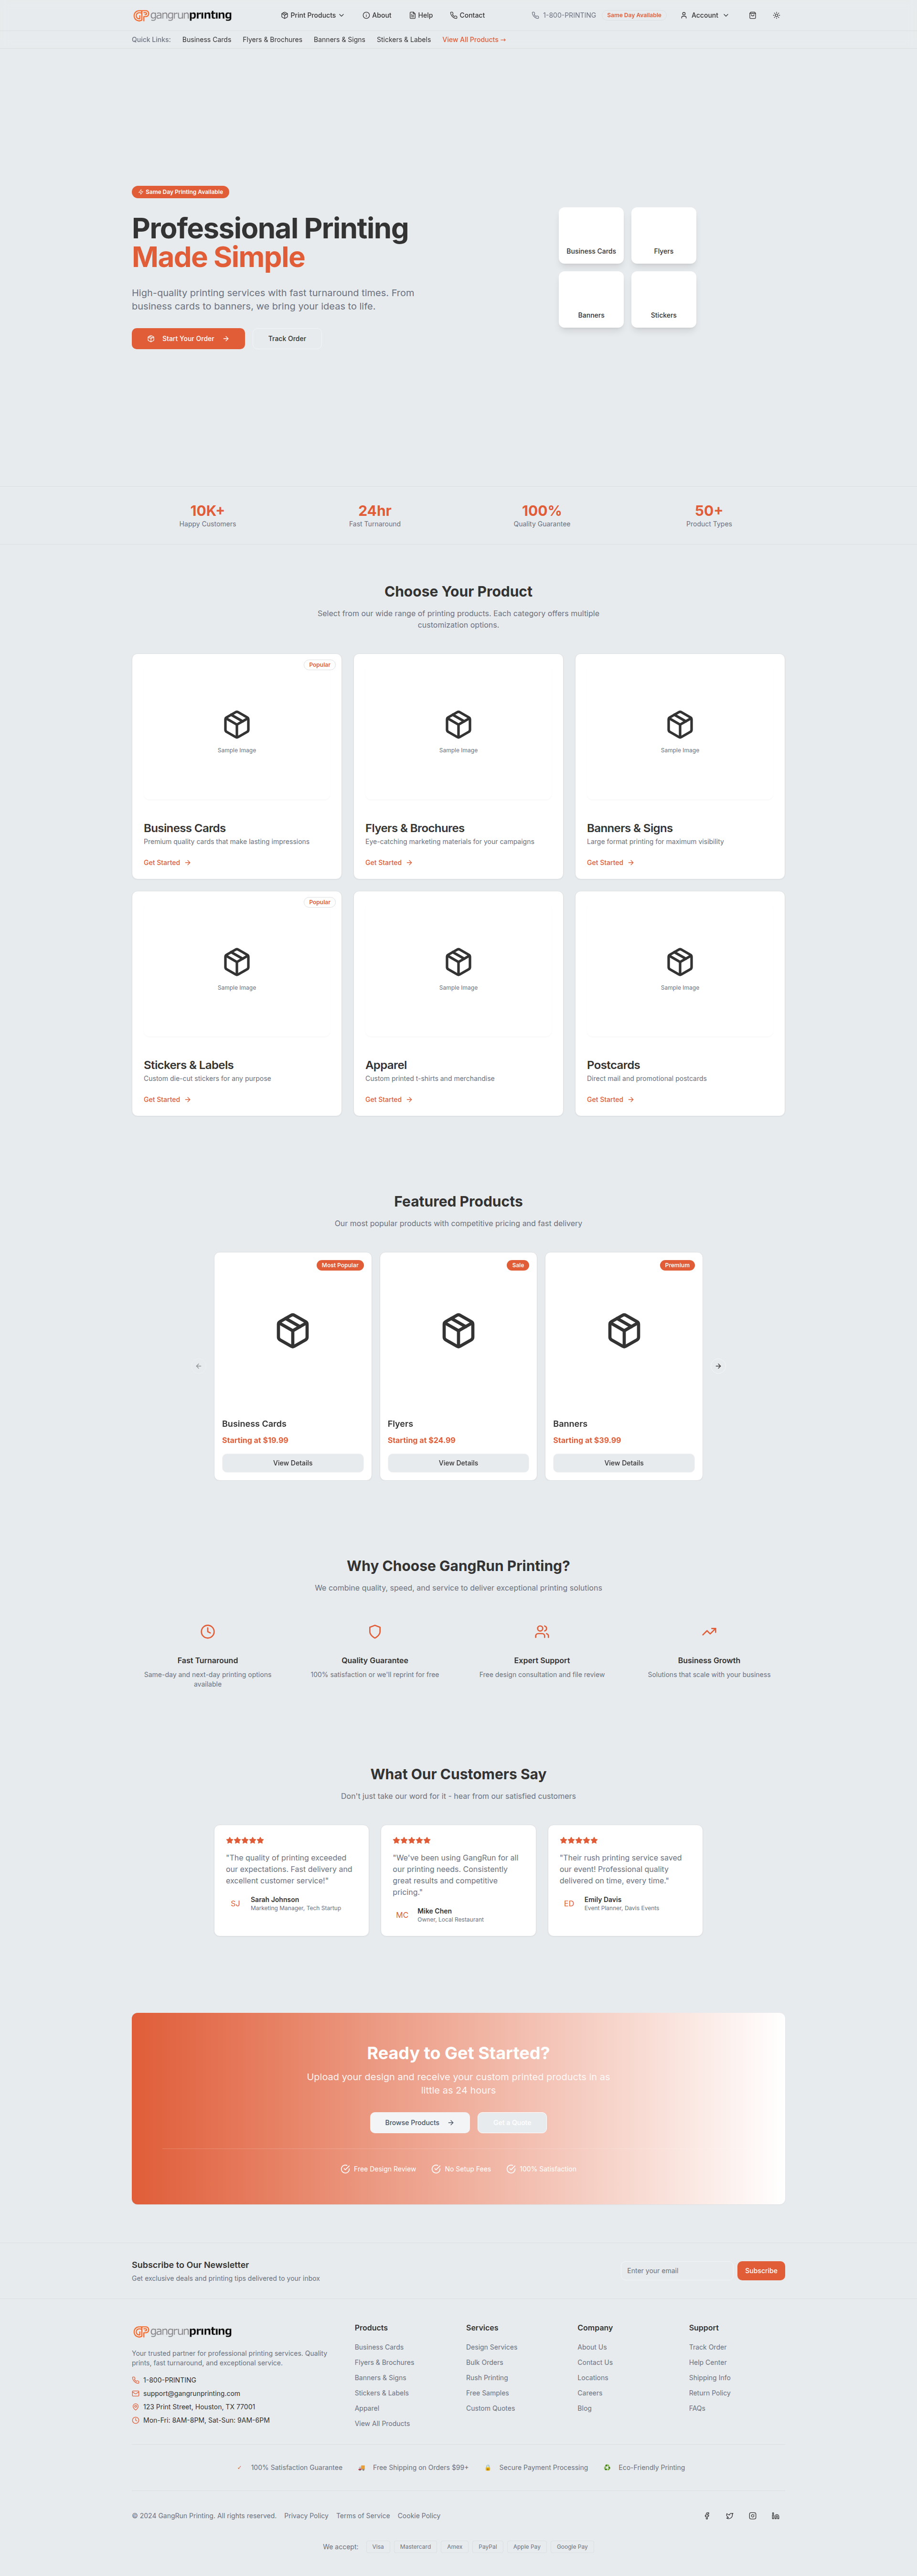 gangrunprinting
Print Products
About
Help
Contact
1-800-PRINTING
Same Day Available
Account
Quick Links:
Business Cards
Flyers & Brochures
Banners & Signs
Stickers & Labels
View All Products →
Same Day Printing Available
Professional Printing
Made Simple
High-quality printing services with fast turnaround times. From
business cards to banners, we bring your ideas to life.
Start Your Order
Track Order
Business Cards
Flyers
Banners
Stickers
10K+
Happy Customers
24hr
Fast Turnaround
100%
Quality Guarantee
50+
Product Types
Choose Your Product
Select from our wide range of printing products. Each category offers multiple
customization options.
Popular
Sample Image
Business Cards
Premium quality cards that make lasting impressions
Get Started
Sample Image
Flyers & Brochures
Eye-catching marketing materials for your campaigns
Get Started
Sample Image
Banners & Signs
Large format printing for maximum visibility
Get Started
Popular
Sample Image
Stickers & Labels
Custom die-cut stickers for any purpose
Get Started
Sample Image
Apparel
Custom printed t-shirts and merchandise
Get Started
Sample Image
Postcards
Direct mail and promotional postcards
Get Started
Featured Products
Our most popular products with competitive pricing and fast delivery
Most Popular
Business Cards
Starting at $19.99
View Details
Sale
Flyers
Starting at $24.99
View Details
Premium
Banners
Starting at $39.99
View Details
Why Choose GangRun Printing?
We combine quality, speed, and service to deliver exceptional printing solutions
Fast Turnaround
Same-day and next-day printing options
available
Quality Guarantee
100% satisfaction or we'll reprint for free
Expert Support
Free design consultation and file review
Business Growth
Solutions that scale with your business
What Our Customers Say
Don't just take our word for it - hear from our satisfied customers
"The quality of printing exceeded
our expectations. Fast delivery and
excellent customer service!"
SJ
Sarah Johnson
Marketing Manager, Tech Startup
"We've been using GangRun for all
our printing needs. Consistently
great results and competitive
pricing."
MC
Mike Chen
Owner, Local Restaurant
"Their rush printing service saved
our event! Professional quality
delivered on time, every time."
ED
Emily Davis
Event Planner, Davis Events
Ready to Get Started?
Upload your design and receive your custom printed products in as
little as 24 hours
Browse Products
Get a Quote
Free Design Review
No Setup Fees
100% Satisfaction
Subscribe to Our Newsletter
Get exclusive deals and printing tips delivered to your inbox
Enter your email
Subscribe
gangrunprinting
Your trusted partner for professional printing services. Quality
prints, fast turnaround, and exceptional service.
1-800-PRINTING
support@gangrunprinting.com
123 Print Street, Houston, TX 77001
Mon-Fri: 8AM-8PM, Sat-Sun: 9AM-6PM
Products
Business Cards
Flyers & Brochures
Banners & Signs
Stickers & Labels
Apparel
View All Products
Services
Design Services
Bulk Orders
Rush Printing
Free Samples
Custom Quotes
Company
About Us
Contact Us
Locations
Careers
Blog
Support
Track Order
Help Center
Shipping Info
Return Policy
FAQs
100% Satisfaction Guarantee
Free Shipping on Orders $99+
Secure Payment Processing
Eco-Friendly Printing
© 2024 GangRun Printing. All rights reserved.
Privacy Policy
Terms of Service
Cookie Policy
We accept:
Visa
Mastercard
Amex
PayPal
Apple Pay
Google Pay